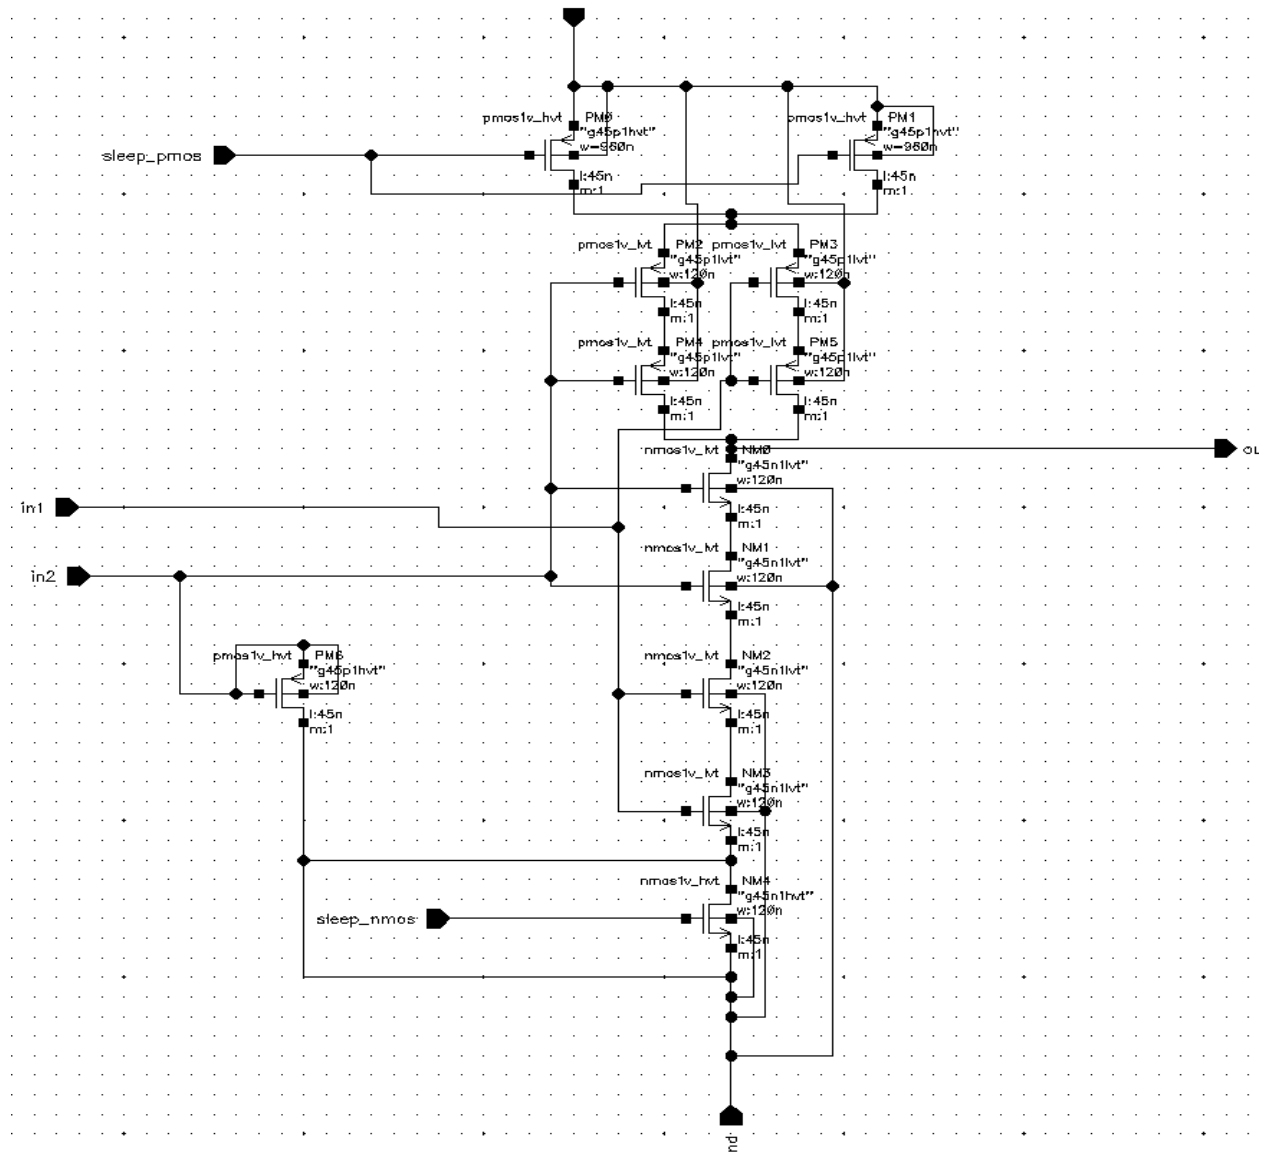 pmos1v_hvt PM0
"g45p1hvt"
w=960n
l:45n
m:1
pmos1v_hvt PM1
"g45p1hvt"
w=960n
l:45n
m:1
sleep_pmos
pmos1v_lvt PM2
"g45p1lvt"
w:120n
l:45n
m:1
pmos1v_lvt PM3
"g45p1lvt"
w:120n
l:45n
m:1
pmos1v_lvt PM4
"g45p1lvt"
w:120n
l:45n
m:1
pmos1v_lvt PM5
"g45p1lvt"
w:120n
l:45n
m:1
nmos1v_lvt NM0
"g45n1lvt"
w:120n
l:45n
m:1
in1
nmos1v_lvt NM1
"g45n1lvt"
w:120n
l:45n
m:1
in2
pmos1v_hvt PM6
"g45p1hvt"
w:120n
l:45n
m:1
nmos1v_lvt NM2
"g45n1lvt"
w:120n
l:45n
m:1
nmos1v_lvt NM3
"g45n1lvt"
w:120n
l:45n
m:1
nmos1v_hvt NM4
"g45n1hvt"
w:120n
l:45n
m:1
sleep_nmos